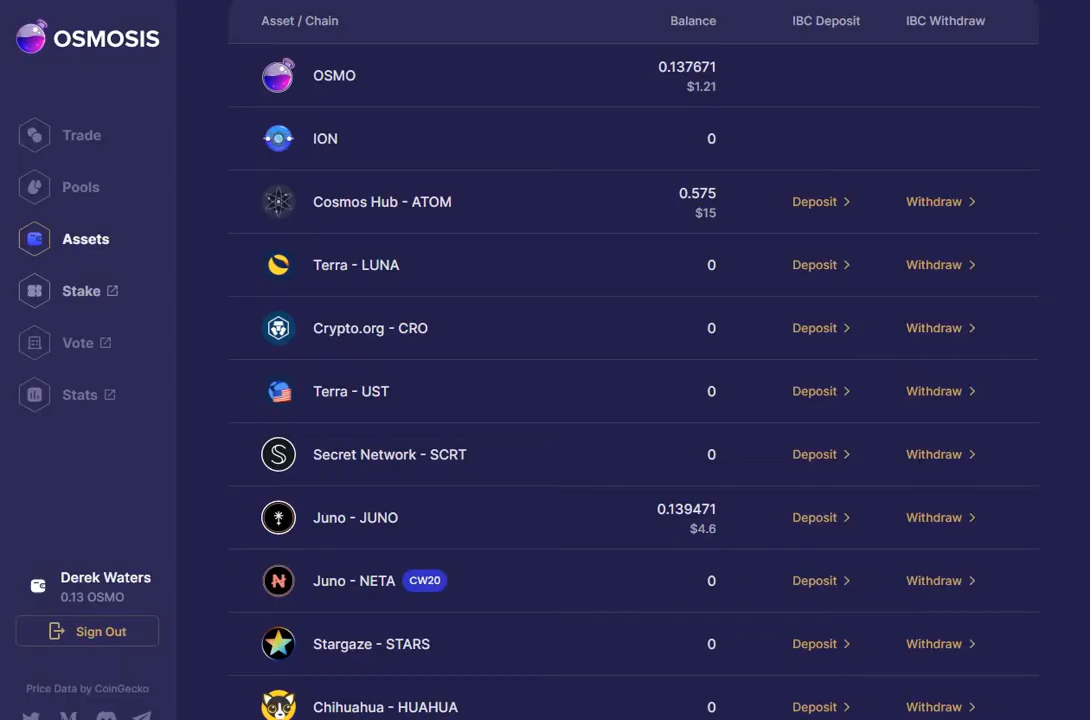 OSMOSIS
Trade
Pools
Assets
Stake
Vote
Stats
Derek Waters
0.13 OSMO
Sign Out
Price Data by CoinGecko
Asset / Chain Balance IBC Deposit IBC Withdraw
OSMO 0.137671
$1.21
ION 0
Cosmos Hub - ATOM 0.575 Deposit Withdraw
$15
Terra - LUNA 0 Deposit Withdraw
Crypto.org - CRO 0 Deposit Withdraw
Terra - UST 0 Deposit Withdraw
Secret Network - SCRT 0 Deposit Withdraw
Juno - JUNO 0.139471 Deposit Withdraw
$4.6
Juno - NETA CW20 0 Deposit Withdraw
Stargaze - STARS 0 Deposit Withdraw
Chihuahua - HUAHUA 0 Deposit Withdraw